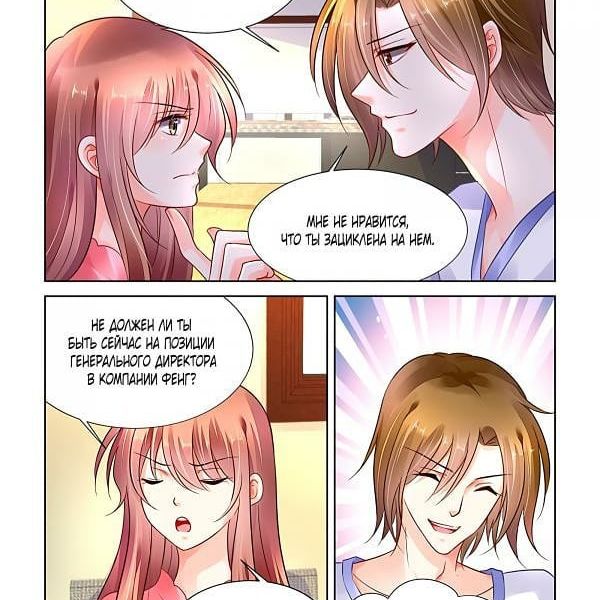 МНЕ НЕ НРАВИТСЯ,
ЧТО ТЫ ЗАЦИКЛЕНА НА НЕМ.
НЕ ДОЛЖЕН ЛИ ТЫ
БЫТЬ СЕЙЧАС НА ПОЗИЦИИ
ГЕНЕРАЛЬНОГО ДИРЕКТОРА
В КОМПАНИИ ФЕНГ?